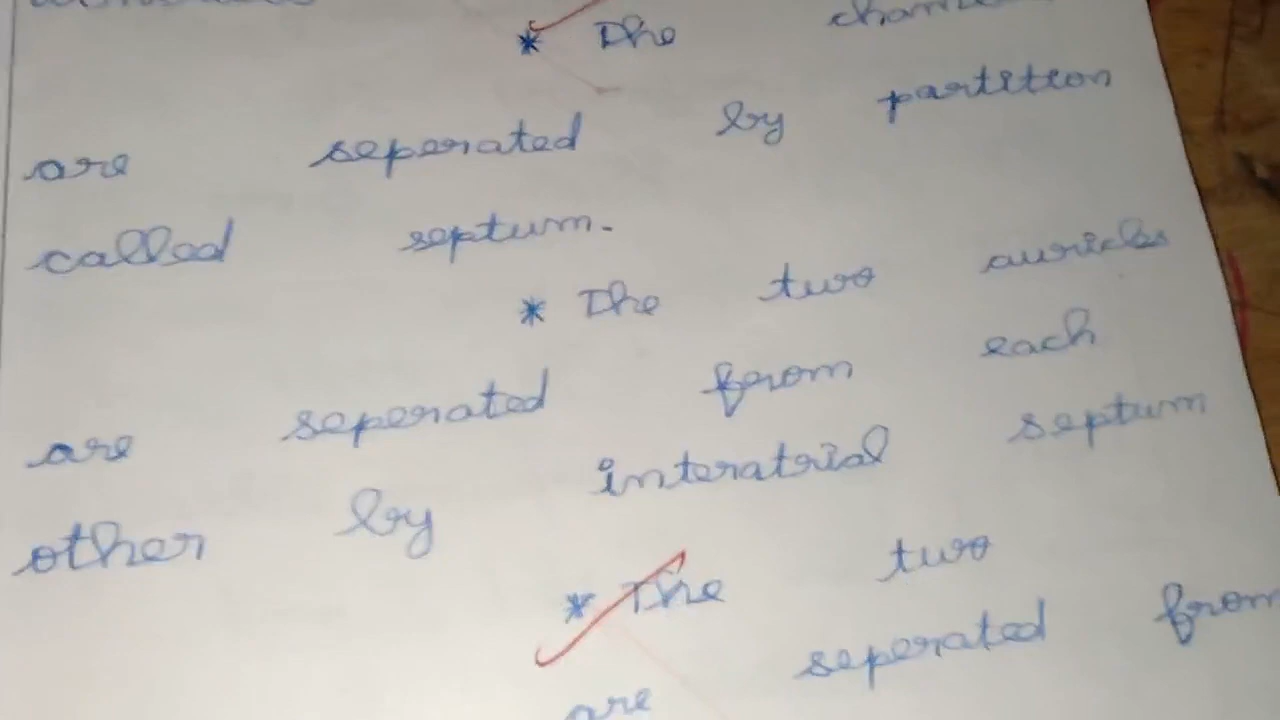 * The
are seperated by partition
called septum.
* The two auricles
are seperated from each
other by interatrial septum
* The two
are seperated from